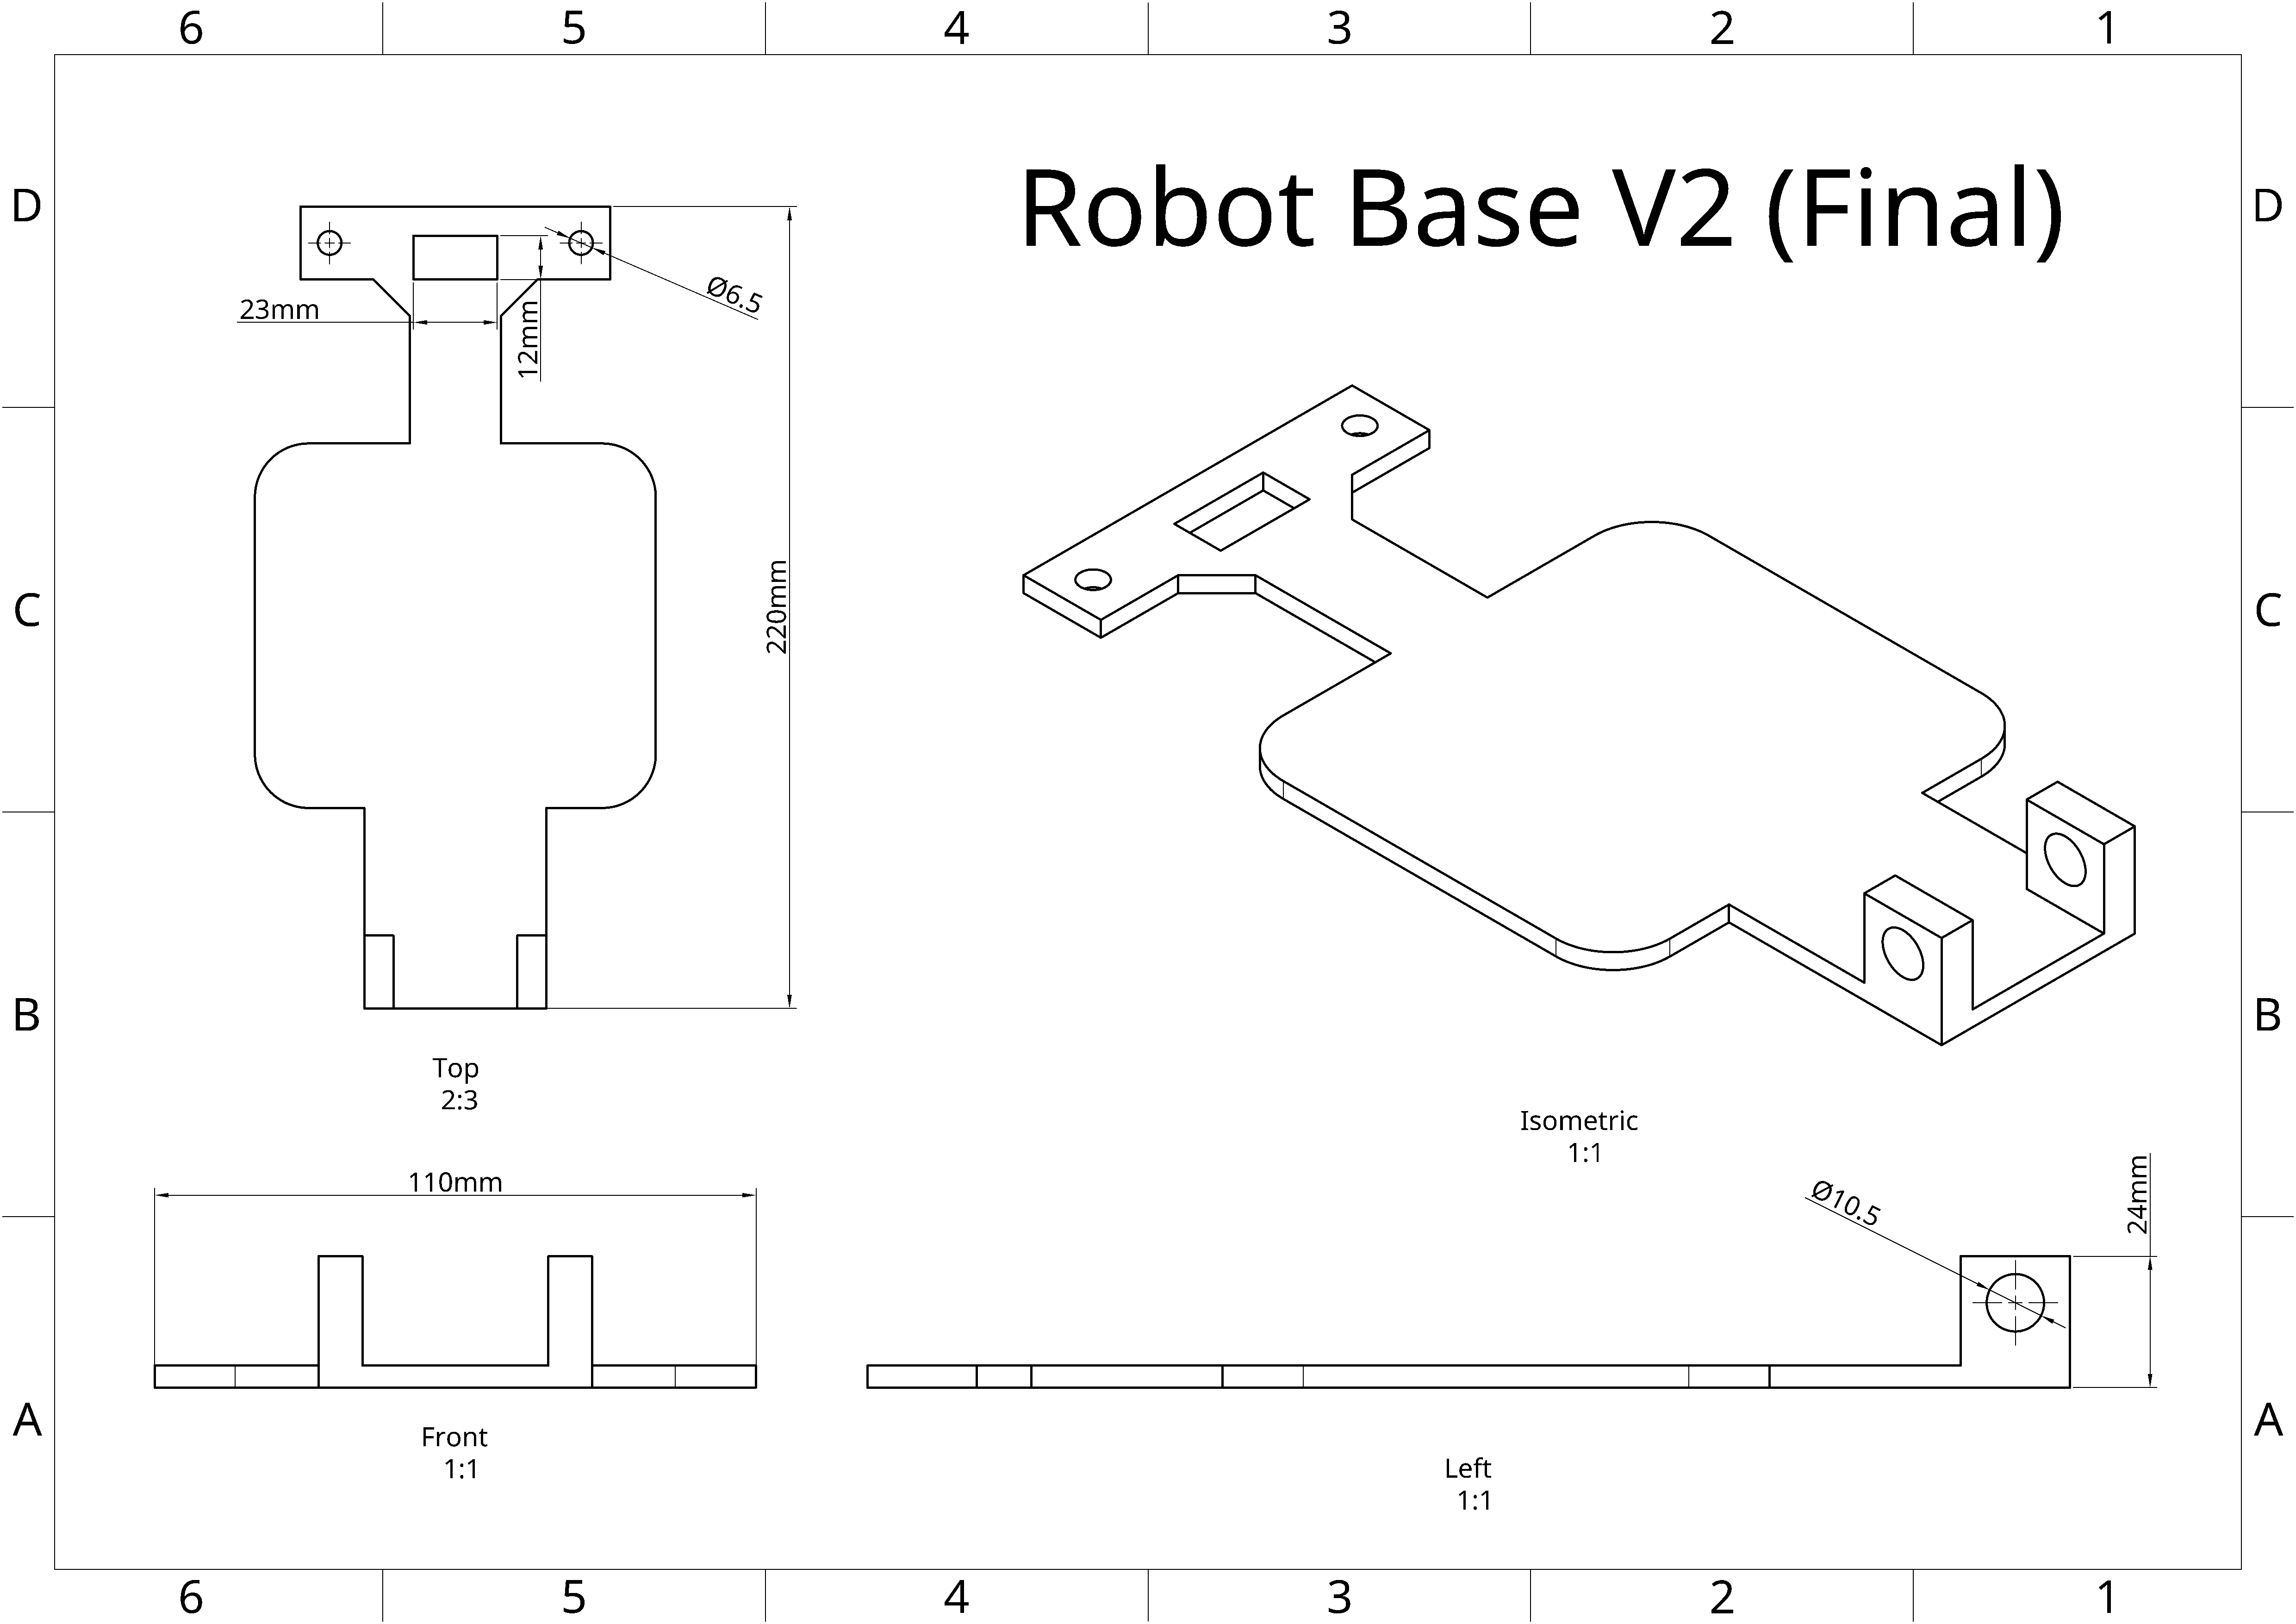 6 5 4 3 2 1
D D
Robot Base V2 (Final)
Ø6.5
23mm
12mm
220mm
C C
B B
Top
2:3
Isometric
1:1
110mm
Ø10.5
24mm
A A
Front
1:1
Left
1:1
6 5 4 3 2 1